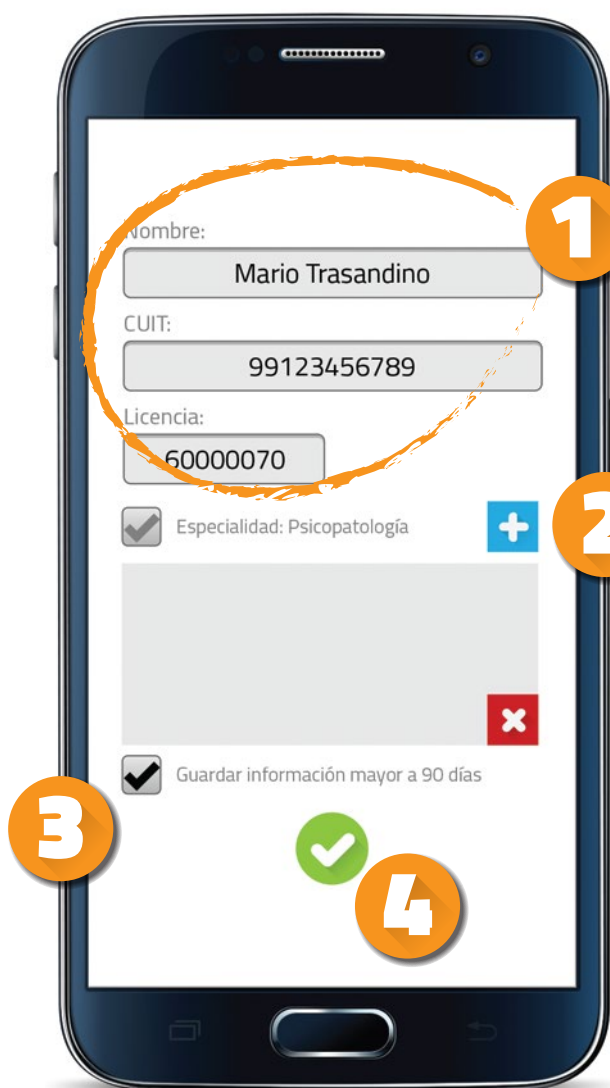 1
Nombre:
Mario Trasandino
CUIT:
99123456789
Licencia:
60000070
Especialidad: Psicopatología
2
Guardar información mayor a 90 días
3
4